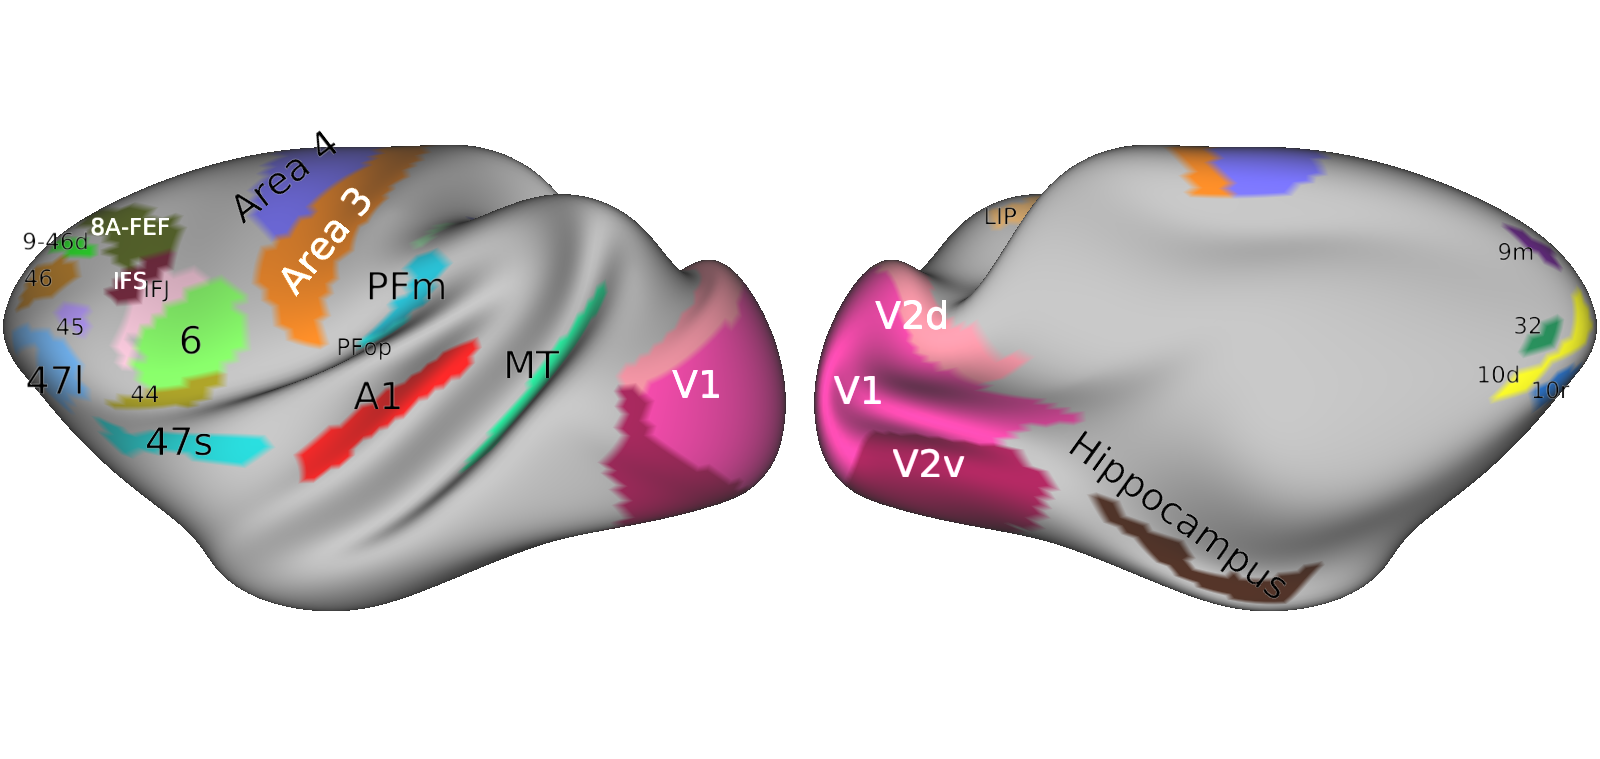 Area 4
Area 3
8A-FEF
9-46d
46
IFS
IFJ
PFm
45
6
PFop
47l
44
A1
MT
V1
47s
LIP
9m
V2d
32
10d
10r
V1
V2v
Hippocampus